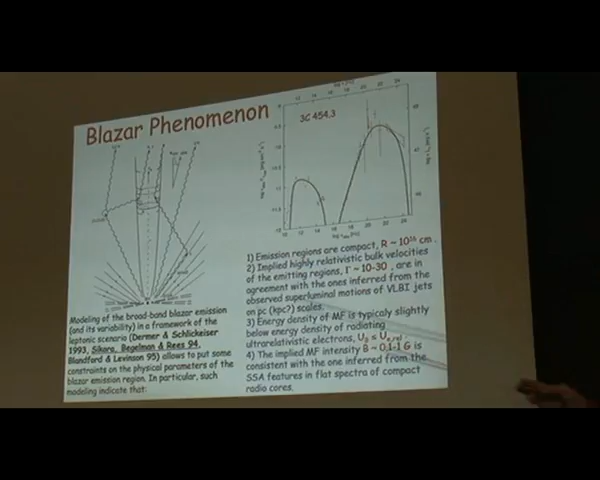 Blazar Phenomenon
3C 454.3
Modeling of the broad-band blazar emission
(and its variability) in a framework of the
leptonic scenario (Dermer & Schlickeiser
1993, Sikora, Begelman & Rees 94,
Blandford & Levinson 95) allows to put some
constraints on the physical parameters of the
blazar emission region. In particular, such
modeling indicate that:
1) Emission regions are compact, R ~ 10¹⁶ cm.
2) Implied highly relativistic bulk velocities
of the emitting regions, Γ ~ 10-30, are in
agreement with the ones inferred from the
observed superluminal motions of VLBI jets
on pc (kpc?) scales.
3) Energy density of MF is typicaly slightly
below energy density of radiating
ultrarelativistic electrons,
4) The implied MF intensity B ~ 0.1-1 G is
consistent with the one inferred from the
SSA features in flat spectra of compact
radio cores.